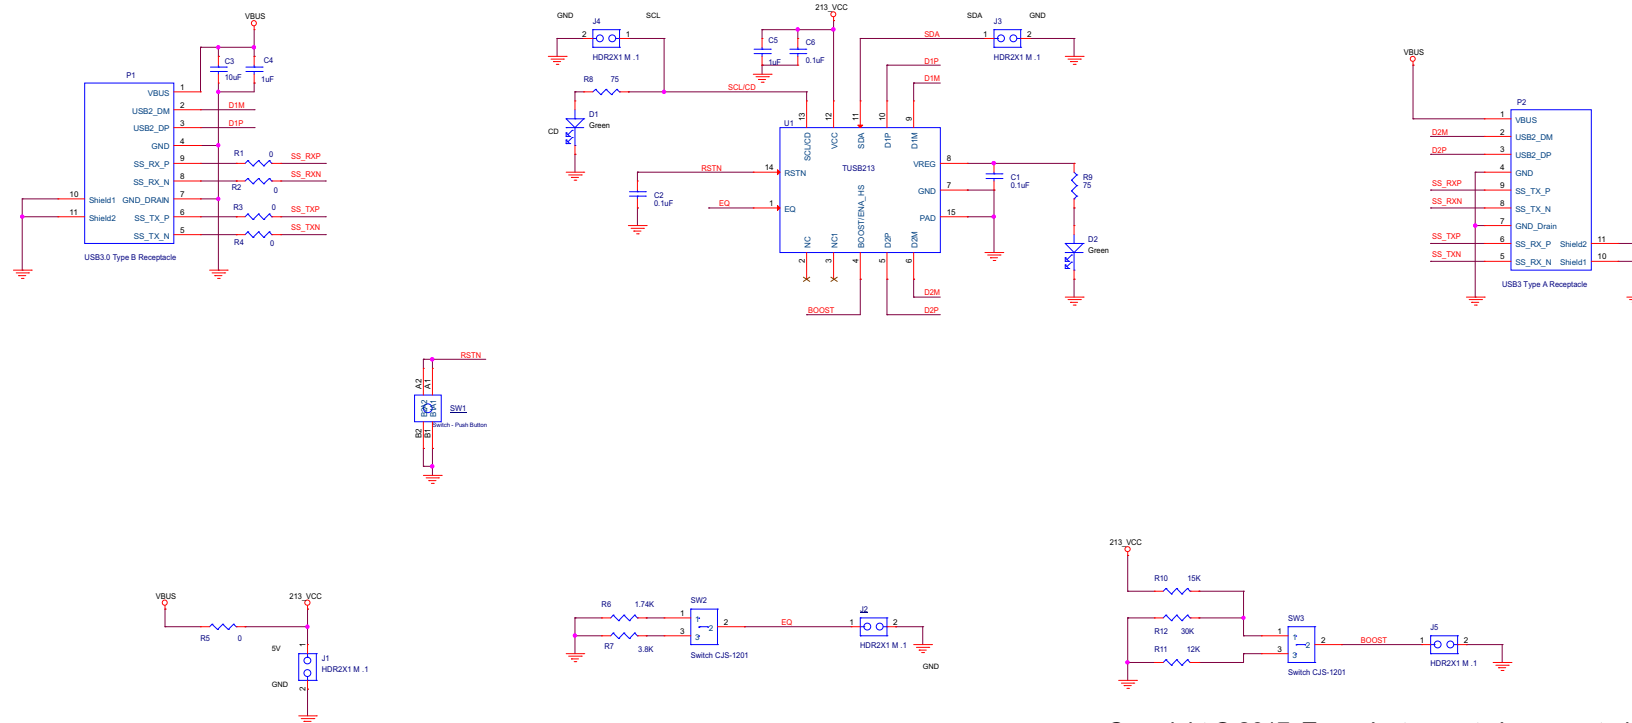 VBUS
C3
10uF
C4
1uF
P1
VBUS
1
USB2_DM
2
D1M
USB2_DP
3
D1P
GND
4
SS_RX_P
9
R1
0
SS_RXP
SS_RX_N
8
R2
0
SS_RXN
10
Shield1
GND_DRAIN
7
11
Shield2
SS_TX_P
6
R3
0
SS_TXP
SS_TX_N
5
R4
0
SS_TXN
USB3.0 Type B Receptacle
GND
J4
SCL
2
1
HDR2X1 M .1
R8
75
SCL/CD
D1
Green
CD
213_VCC
C5
1uF
C6
0.1uF
SDA
GND
J3
SDA
1
2
HDR2X1 M .1
D1P
D1M
13
12
11
10
9
U1
SCL/CD
VCC
SDA
D1P
D1M
TUSB213
RSTN
14
RSTN
C2
0.1uF
EQ
1
EQ
VREG
8
GND
7
PAD
15
C1
0.1uF
R9
75
D2
Green
NC
NC1
BOOST/ENA_HS
D2P
D2M
2
3
4
5
6
D2M
BOOST
D2P
VBUS
P2
1
VBUS
D2M
2
USB2_DM
D2P
3
USB2_DP
4
GND
SS_RXP
9
SS_TX_P
SS_RXN
8
SS_TX_N
7
GND_Drain
SS_TXP
6
SS_RX_P
Shield2
11
SS_TXN
5
SS_RX_N
Shield1
10
USB3 Type A Receptacle
RSTN
A2
A1
SW1
Switch - Push Button
B2
B1
VBUS
213_VCC
R5
0
5V
1
J1
HDR2X1 M .1
GND
2
R6
1.74K
SW2
1
1
2
2
3
3
R7
3.8K
Switch CJS-1201
EQ
J2
1
2
HDR2X1 M .1
GND
213_VCC
R10
15K
R12
30K
R11
12K
SW3
1
1
2
2
3
3
Switch CJS-1201
BOOST
J5
1
2
HDR2X1 M .1